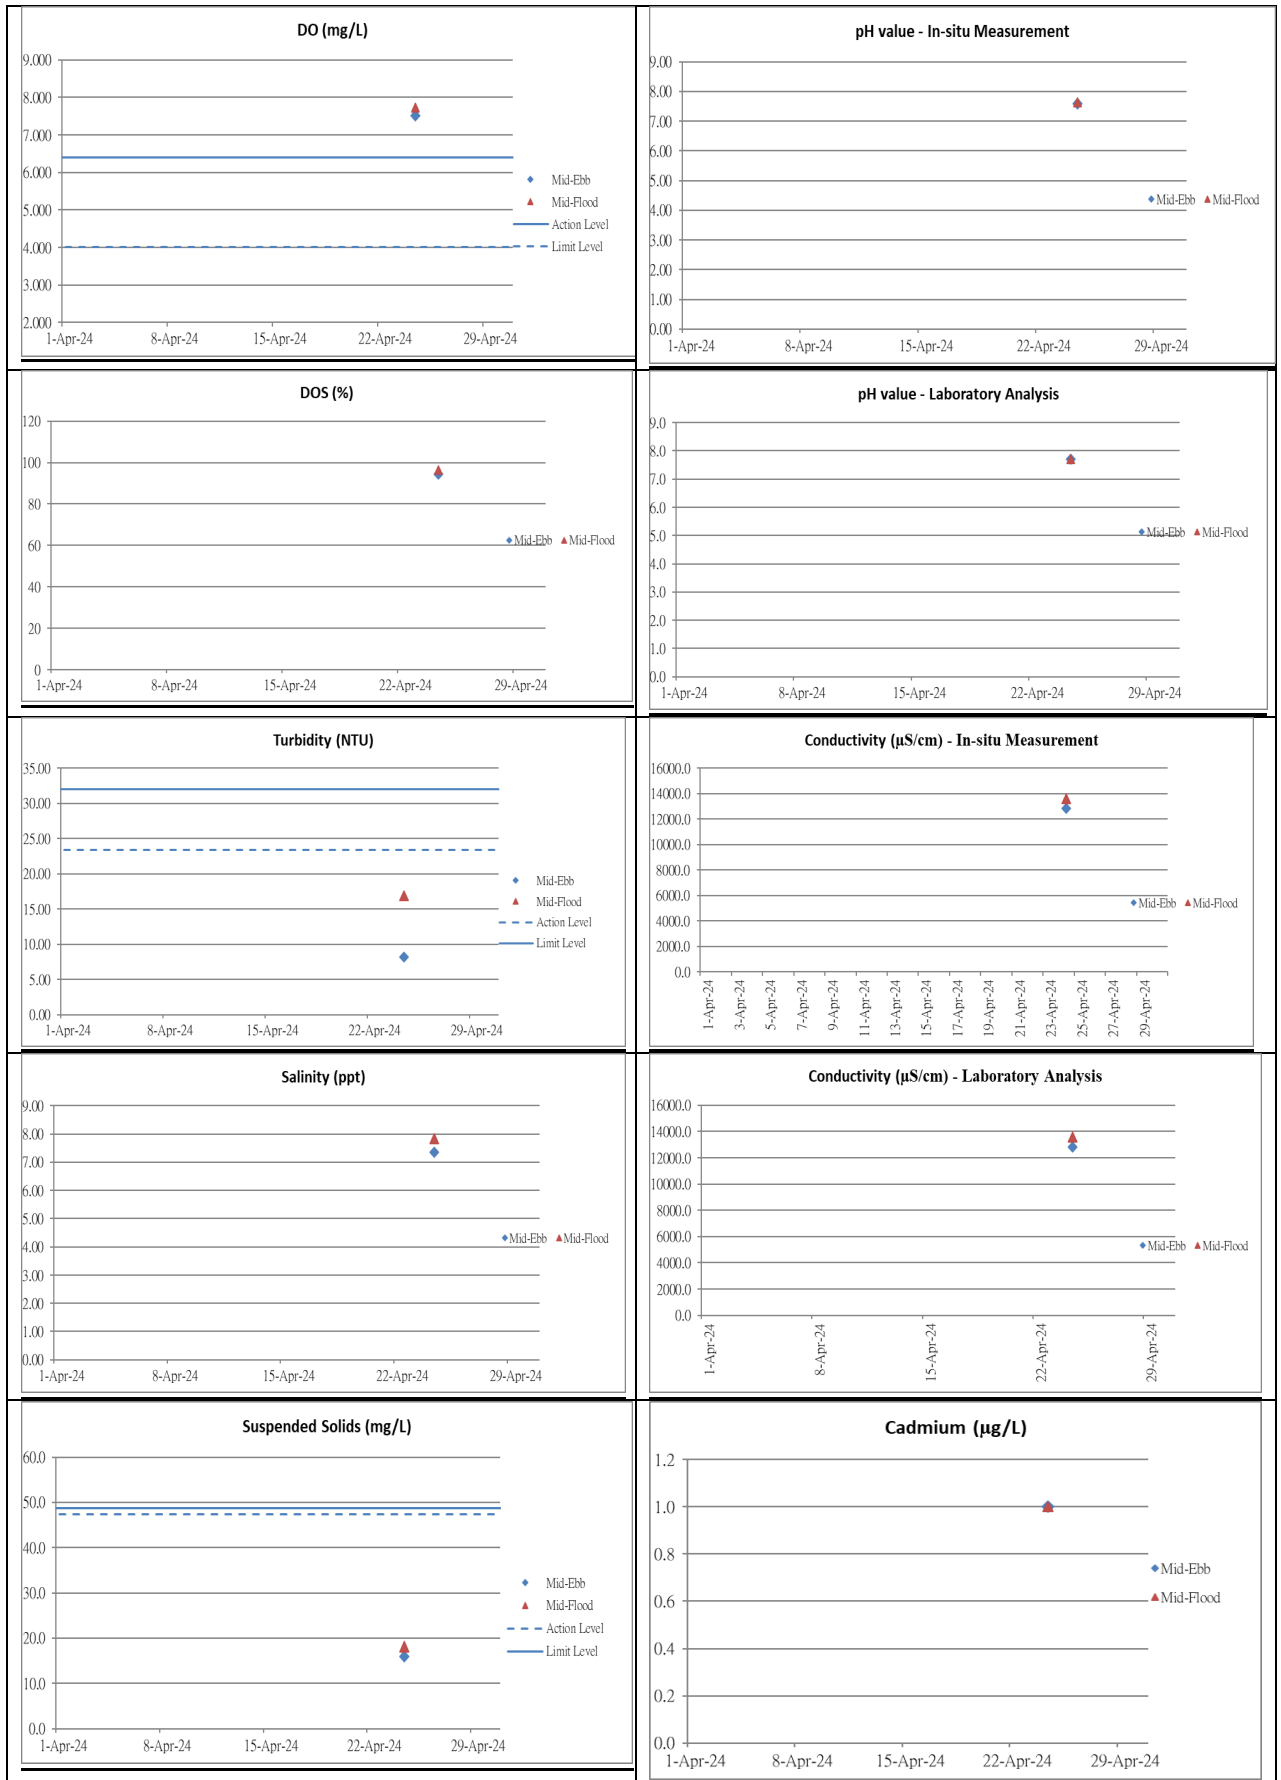 DO (mg/L)
9.000
8.000
7.000
6.000
5.000
4.000
3.000
2.000
1-Apr-24 8-Apr-24 15-Apr-24 22-Apr-24 29-Apr-24
Mid-Ebb
Mid-Flood
Action Level
Limit Level
pH value - In-situ Measurement
9.00
8.00
7.00
6.00
5.00
4.00
3.00
2.00
1.00
0.00
1-Apr-24 8-Apr-24 15-Apr-24 22-Apr-24 29-Apr-24
Mid-Ebb Mid-Flood
DOS (%)
120
100
80
60
40
20
0
1-Apr-24 8-Apr-24 15-Apr-24 22-Apr-24 29-Apr-24
Mid-Ebb Mid-Flood
pH value - Laboratory Analysis
9.0
8.0
7.0
6.0
5.0
4.0
3.0
2.0
1.0
0.0
1-Apr-24 8-Apr-24 15-Apr-24 22-Apr-24 29-Apr-24
Mid-Ebb Mid-Flood
Turbidity (NTU)
35.00
30.00
25.00
20.00
15.00
10.00
5.00
0.00
1-Apr-24 8-Apr-24 15-Apr-24 22-Apr-24 29-Apr-24
Mid-Ebb
Mid-Flood
Action Level
Limit Level
Conductivity (µS/cm) - In-situ Measurement
16000.0
14000.0
12000.0
10000.0
8000.0
6000.0
4000.0
2000.0
0.0
1-Apr-24 3-Apr-24 5-Apr-24 7-Apr-24 9-Apr-24 11-Apr-24 13-Apr-24 15-Apr-24 17-Apr-24 19-Apr-24 21-Apr-24 23-Apr-24 25-Apr-24 27-Apr-24 29-Apr-24
Mid-Ebb Mid-Flood
Salinity (ppt)
9.00
8.00
7.00
6.00
5.00
4.00
3.00
2.00
1.00
0.00
1-Apr-24 8-Apr-24 15-Apr-24 22-Apr-24 29-Apr-24
Mid-Ebb Mid-Flood
Conductivity (µS/cm) - Laboratory Analysis
16000.0
14000.0
12000.0
10000.0
8000.0
6000.0
4000.0
2000.0
0.0
1-Apr-24 8-Apr-24 15-Apr-24 22-Apr-24 29-Apr-24
Mid-Ebb Mid-Flood
Suspended Solids (mg/L)
60.0
50.0
40.0
30.0
20.0
10.0
0.0
1-Apr-24 8-Apr-24 15-Apr-24 22-Apr-24 29-Apr-24
Mid-Ebb
Mid-Flood
Action Level
Limit Level
Cadmium (µg/L)
1.2
1.0
0.8
0.6
0.4
0.2
0.0
1-Apr-24 8-Apr-24 15-Apr-24 22-Apr-24 29-Apr-24
Mid-Ebb
Mid-Flood